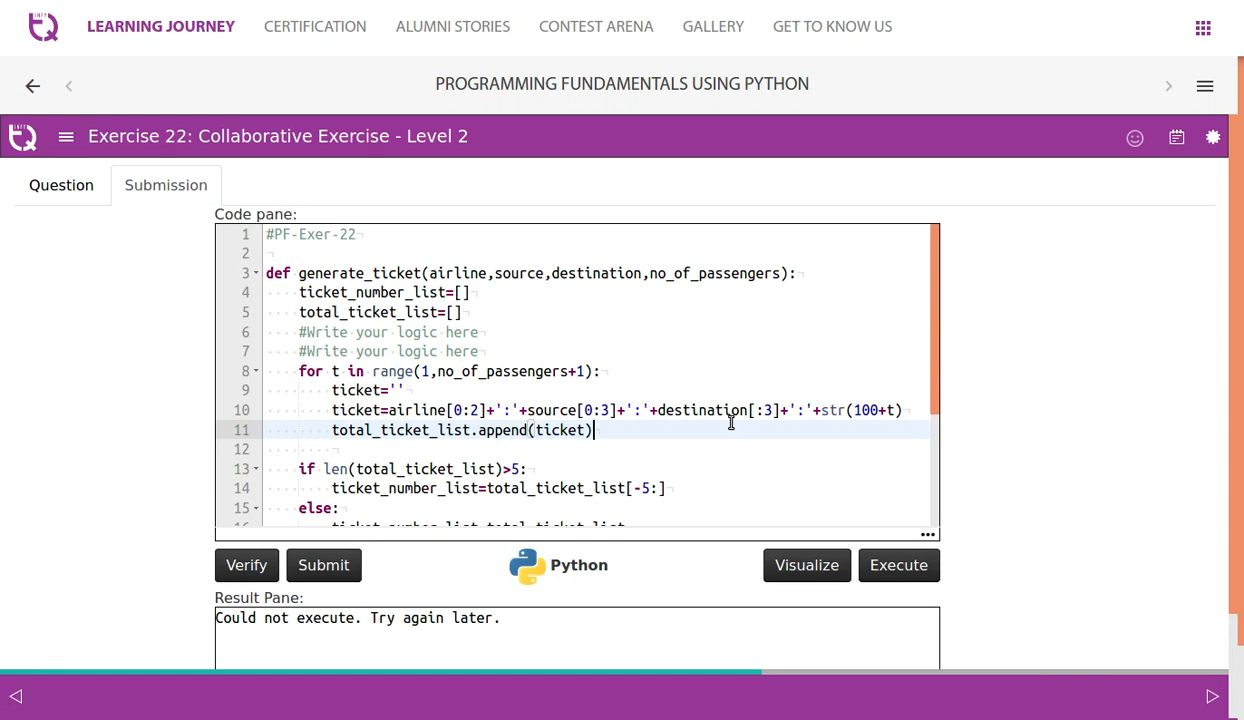 LEARNING JOURNEY CERTIFICATION ALUMNI STORIES CONTEST ARENA GALLERY GET TO KNOW US
PROGRAMMING FUNDAMENTALS USING PYTHON
Exercise 22: Collaborative Exercise - Level 2
Question Submission
Code pane:
1 #PF-Exer-22
2
3 def generate_ticket(airline,source,destination,no_of_passengers):
4 ticket_number_list=[]
5 total_ticket_list=[]
6 #Write your logic here
7 #Write your logic here
8 for t in range(1,no_of_passengers+1):
9 ticket=''
10 ticket=airline[0:2]+':'+source[0:3]+':'+destination[:3]+':'+str(100+t)
11 total_ticket_list.append(ticket)
12
13 if len(total_ticket_list)>5:
14 ticket_number_list=total_ticket_list[-5:]
15 else:
Verify Submit Python Visualize Execute
Result Pane:
Could not execute. Try again later.